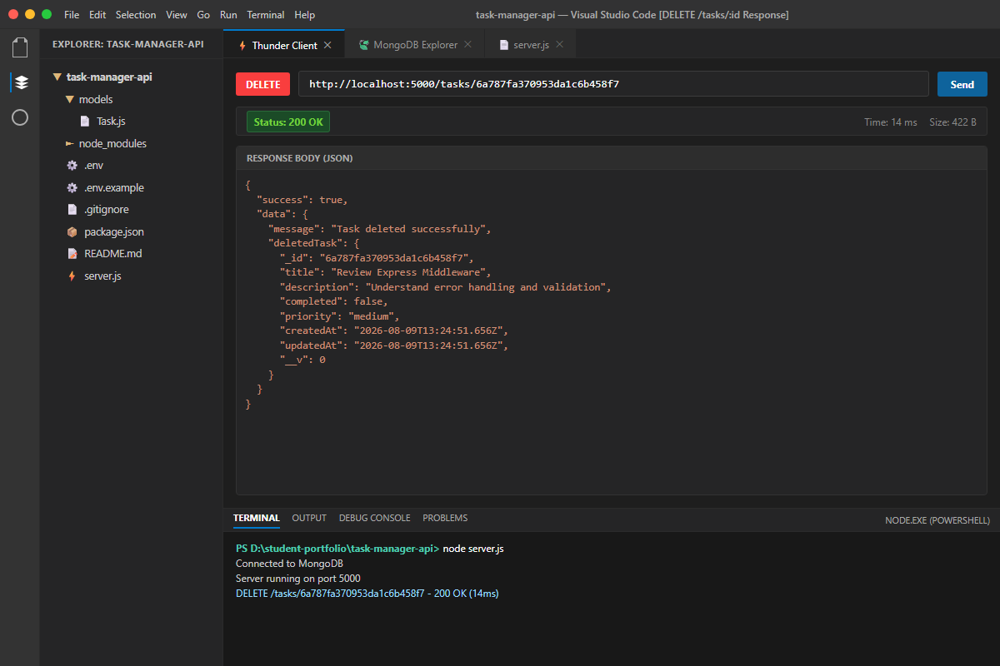 File Edit Selection View Go Run Terminal Help
task-manager-api — Visual Studio Code [DELETE /tasks/:id Response]
EXPLORER: TASK-MANAGER-API
task-manager-api
models
Task.js
node_modules
.env
.env.example
.gitignore
package.json
README.md
server.js
Thunder Client
MongoDB Explorer
server.js
DELETE
http://localhost:5000/tasks/6a787fa370953da1c6b458f7
Send
Status: 200 OK
Time: 14 ms
Size: 422 B
RESPONSE BODY (JSON)
{
  "success": true,
  "data": {
    "message": "Task deleted successfully",
    "deletedTask": {
      "_id": "6a787fa370953da1c6b458f7",
      "title": "Review Express Middleware",
      "description": "Understand error handling and validation",
      "completed": false,
      "priority": "medium",
      "createdAt": "2026-08-09T13:24:51.656Z",
      "updatedAt": "2026-08-09T13:24:51.656Z",
      "__v": 0
    }
  }
}
TERMINAL OUTPUT DEBUG CONSOLE PROBLEMS
NODE.EXE (POWERSHELL)
PS D:\student-portfolio\task-manager-api> node server.js
Connected to MongoDB
Server running on port 5000
DELETE /tasks/6a787fa370953da1c6b458f7 - 200 OK (14ms)